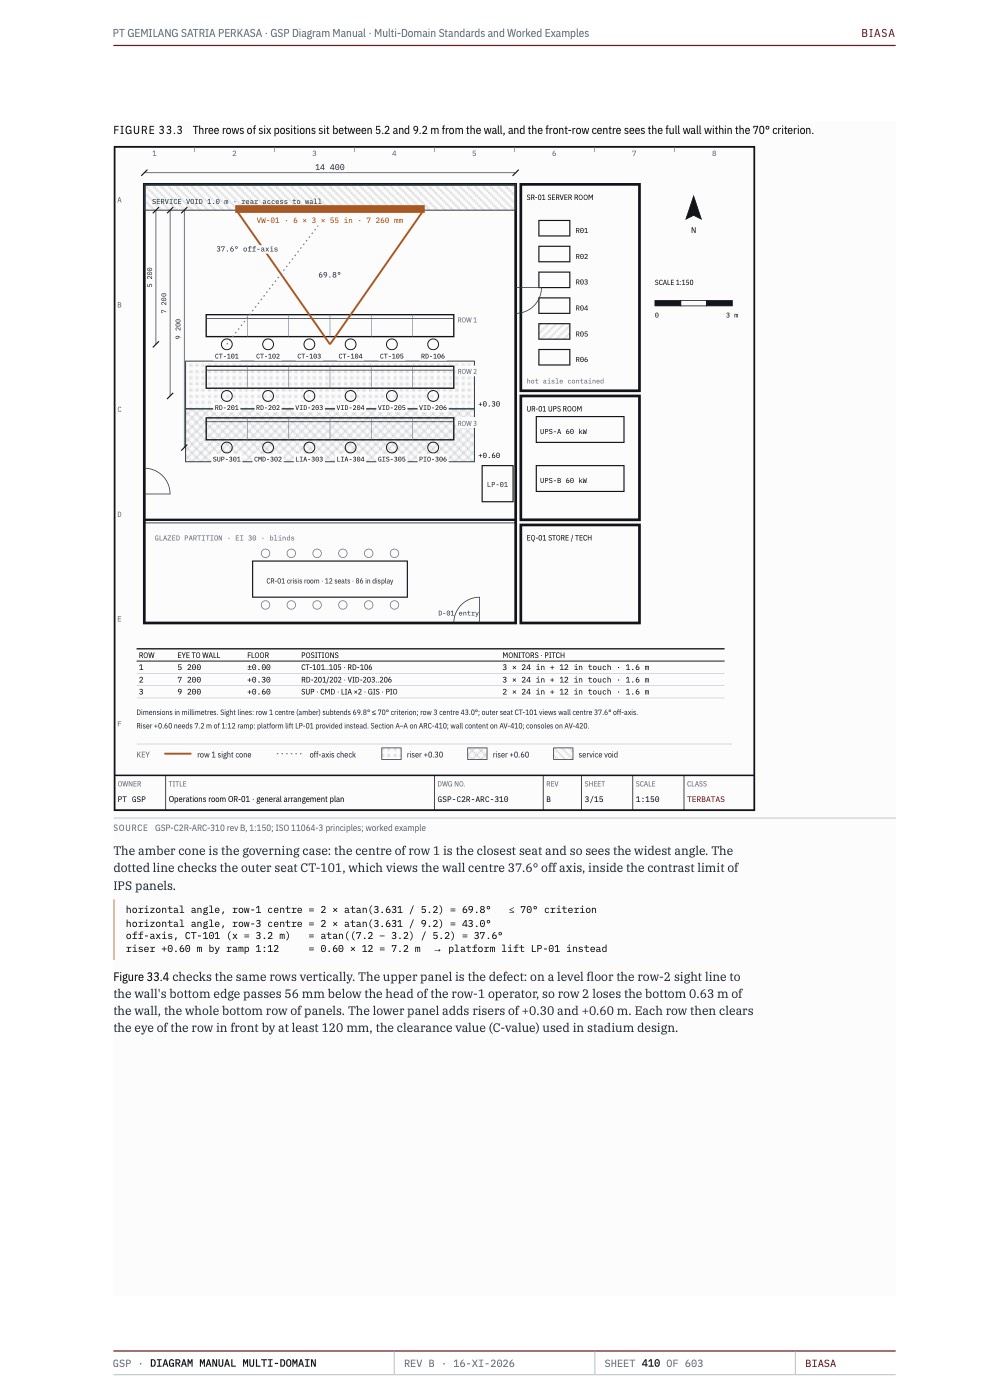 PT GEMILANG SATRIA PERKASA · GSP Diagram Manual · Multi-Domain Standards and Worked Examples
BIASA
FIGURE 33.3 Three rows of six positions sit between 5.2 and 9.2 m from the wall, and the front-row centre sees the full wall within the 70° criterion.
1 2 3 4 5 6 7 8
14 400
A
SERVICE VOID 1.0 m · rear access to wall
VW-01 · 6 × 3 × 55 in · 7 260 mm
37.6° off-axis
69.8°
5 200
7 200
9 200
B
ROW 1
CT-101 CT-102 CT-103 CT-104 CT-105 RD-106
ROW 2
+0.30
C
RD-201 RD-202 VID-203 VID-204 VID-205 VID-206
ROW 3
+0.60
SUP-301 CMD-302 LIA-303 LIA-304 GIS-305 PIO-306
LP-01
D
GLAZED PARTITION · EI 30 · blinds
CR-01 crisis room · 12 seats · 86 in display
D-01 entry
E
SR-01 SERVER ROOM
R01
R02
R03
R04
R05
R06
hot aisle contained
UR-01 UPS ROOM
UPS-A 60 kW
UPS-B 60 kW
EQ-01 STORE / TECH
N
SCALE 1:150
0 3 m
ROW EYE TO WALL FLOOR POSITIONS MONITORS · PITCH
1 5 200 ±0.00 CT-101..105 · RD-106 3 × 24 in + 12 in touch · 1.6 m
2 7 200 +0.30 RD-201/202 · VID-203..206 3 × 24 in + 12 in touch · 1.6 m
3 9 200 +0.60 SUP · CMD · LIA ×2 · GIS · PIO 2 × 24 in + 12 in touch · 1.6 m
Dimensions in millimetres. Sight lines: row 1 centre (amber) subtends 69.8° ≤ 70° criterion; row 3 centre 43.0°; outer seat CT-101 views wall centre 37.6° off-axis.
F
Riser +0.60 needs 7.2 m of 1:12 ramp: platform lift LP-01 provided instead. Section A–A on ARC-410; wall content on AV-410; consoles on AV-420.
KEY row 1 sight cone off-axis check riser +0.30 riser +0.60 service void
OWNER TITLE DWG NO. REV SHEET SCALE CLASS
PT GSP Operations room OR-01 · general arrangement plan GSP-C2R-ARC-310 B 3/15 1:150 TERBATAS
SOURCE GSP-C2R-ARC-310 rev B, 1:150; ISO 11064-3 principles; worked example
The amber cone is the governing case: the centre of row 1 is the closest seat and so sees the widest angle. The
dotted line checks the outer seat CT-101, which views the wall centre 37.6° off axis, inside the contrast limit of
IPS panels.
horizontal angle, row-1 centre = 2 × atan(3.631 / 5.2) = 69.8° ≤ 70° criterion
horizontal angle, row-3 centre = 2 × atan(3.631 / 9.2) = 43.0°
off-axis, CT-101 (x = 3.2 m) = atan((7.2 − 3.2) / 5.2) = 37.6°
riser +0.60 m by ramp 1:12 = 0.60 × 12 = 7.2 m → platform lift LP-01 instead
Figure 33.4 checks the same rows vertically. The upper panel is the defect: on a level floor the row-2 sight line to
the wall's bottom edge passes 56 mm below the head of the row-1 operator, so row 2 loses the bottom 0.63 m of
the wall, the whole bottom row of panels. The lower panel adds risers of +0.30 and +0.60 m. Each row then clears
the eye of the row in front by at least 120 mm, the clearance value (C-value) used in stadium design.
GSP · DIAGRAM MANUAL MULTI-DOMAIN REV B · 16-XI-2026 SHEET 410 OF 603 BIASA